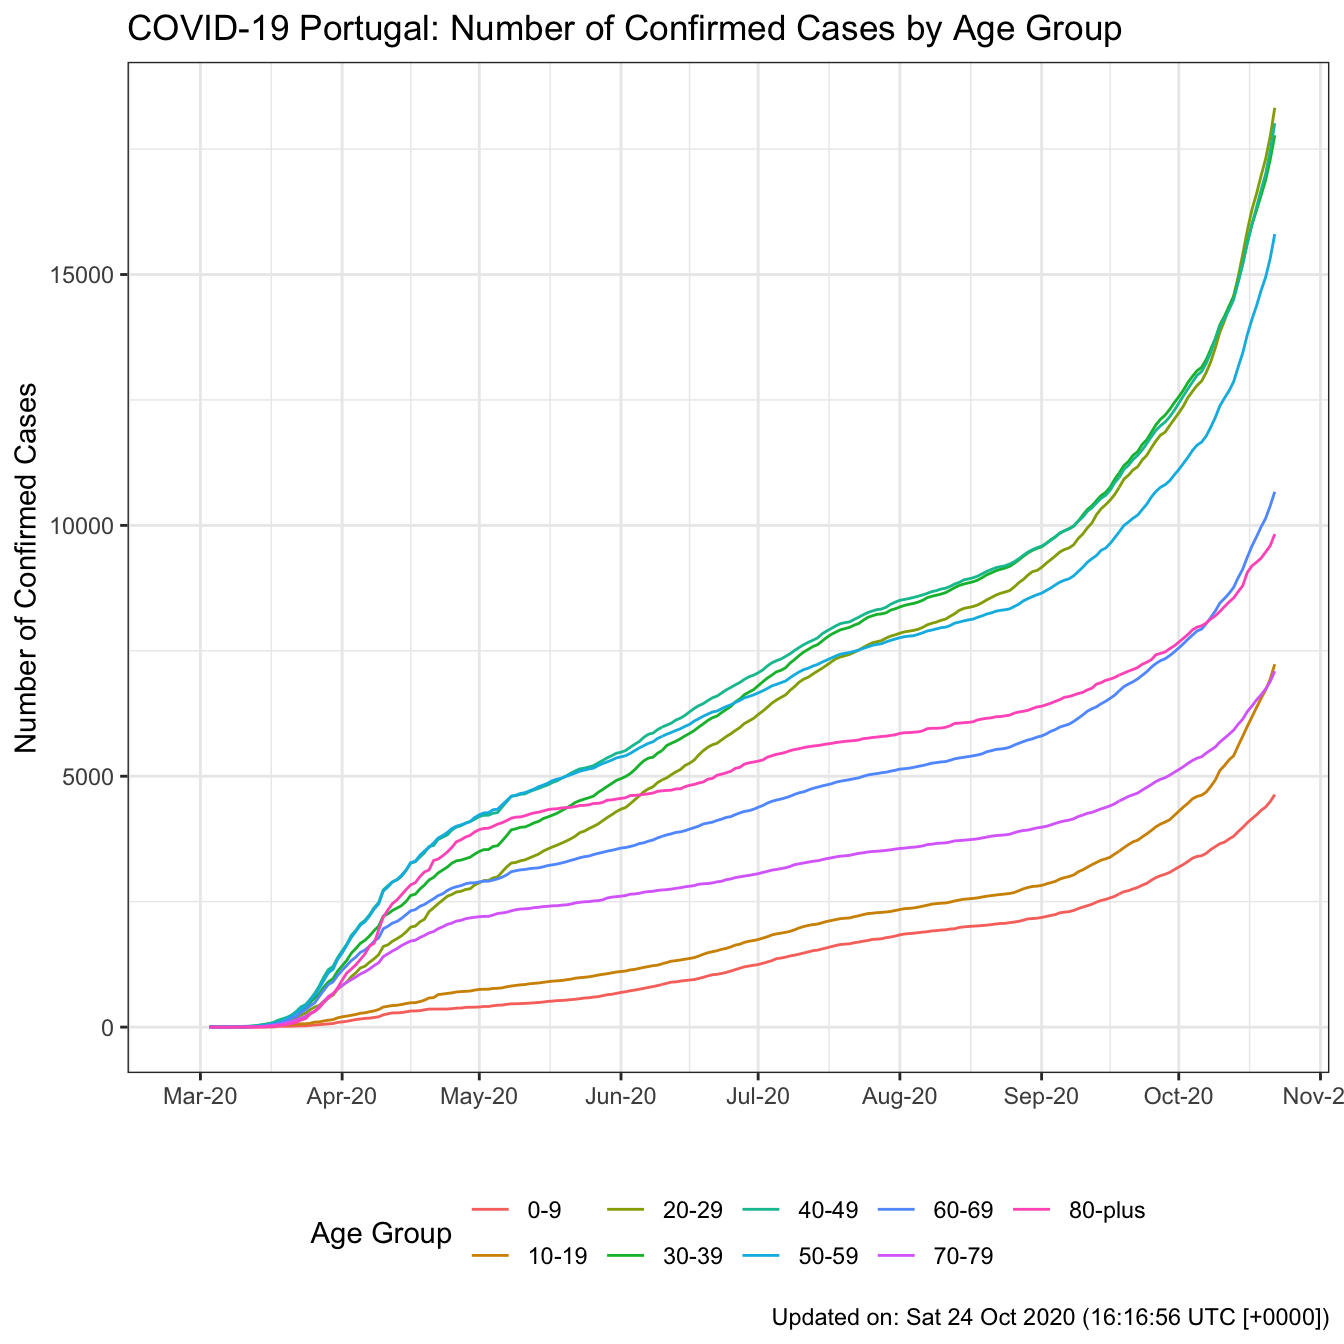 COVID-19 Portugal: Number of Confirmed Cases by Age Group
Number of Confirmed Cases
15000
10000
5000
0
Mar-20 Apr-20 May-20 Jun-20 Jul-20 Aug-20 Sep-20 Oct-20 Nov-2
Age Group
0-9 20-29 40-49 60-69 80-plus
10-19 30-39 50-59 70-79
Updated on: Sat 24 Oct 2020 (16:16:56 UTC [+0000])